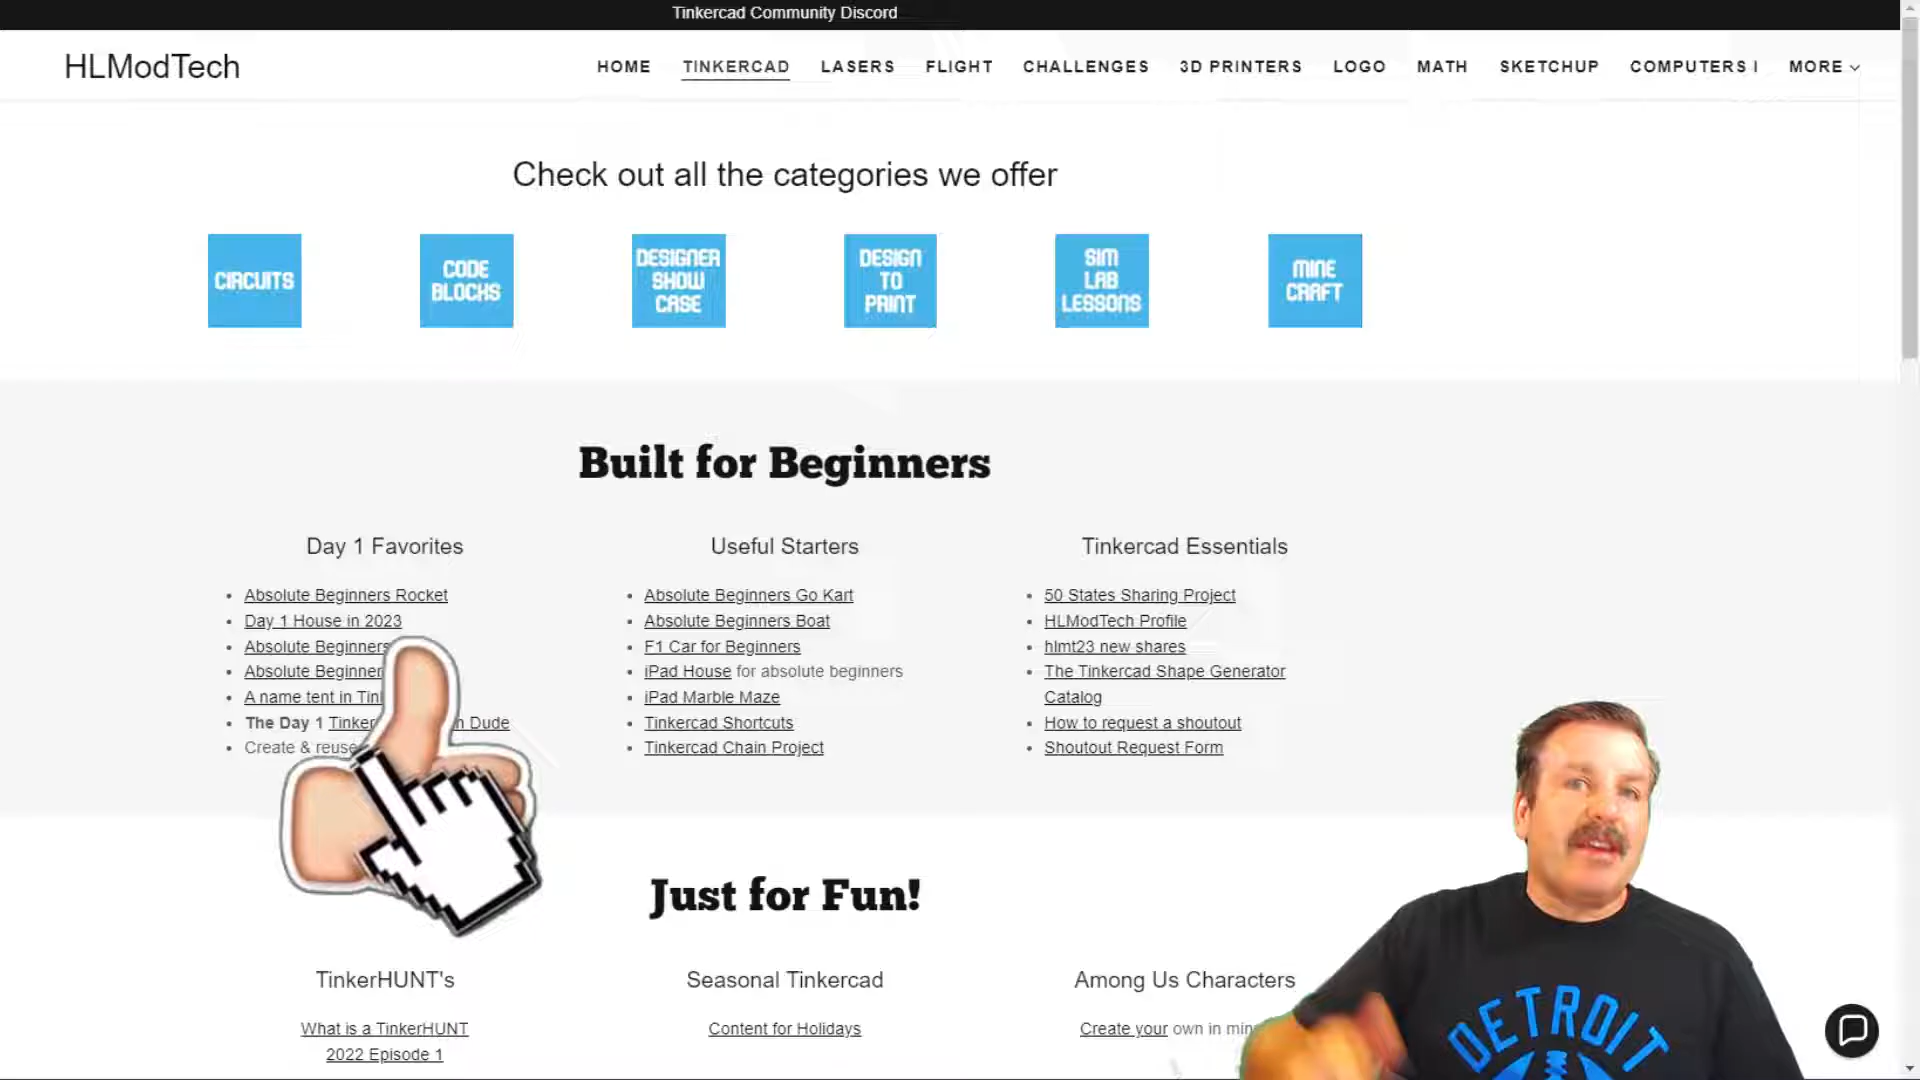 Tinkercad Community Discord
HLModTech
HOME TINKERCAD LASERS FLIGHT CHALLENGES 3D PRINTERS LOGO MATH SKETCHUP COMPUTERS I MORE
Check out all the categories we offer
CIRCUITS
CODE
BLOCKS
DESIGNER
SHOW
CASE
DESIGN
TO
PRINT
SIM
LAB
LESSONS
MINE
CRAFT
Built for Beginners
Day 1 Favorites
Absolute Beginners Rocket
Day 1 House in 2023
Absolute Beginners
Absolute
A name tent in
The Day 1 Dude
Create & reuse
Useful Starters
Absolute Beginners Go Kart
Absolute Beginners Boat
F1 Car for Beginners
iPad House for absolute beginners
iPad Marble Maze
Tinkercad Shortcuts
Tinkercad Chain Project
Tinkercad Essentials
50 States Sharing Project
HLModTech Profile
hlmt23 new shares
The Tinkercad Shape Generator
Catalog
How to request a shoutout
Shoutout Request Form
Just for Fun!
TinkerHUNT's
What is a TinkerHUNT
2022 Episode 1
Seasonal Tinkercad
Content for Holidays
Among Us Characters
Create your own in
DETROIT